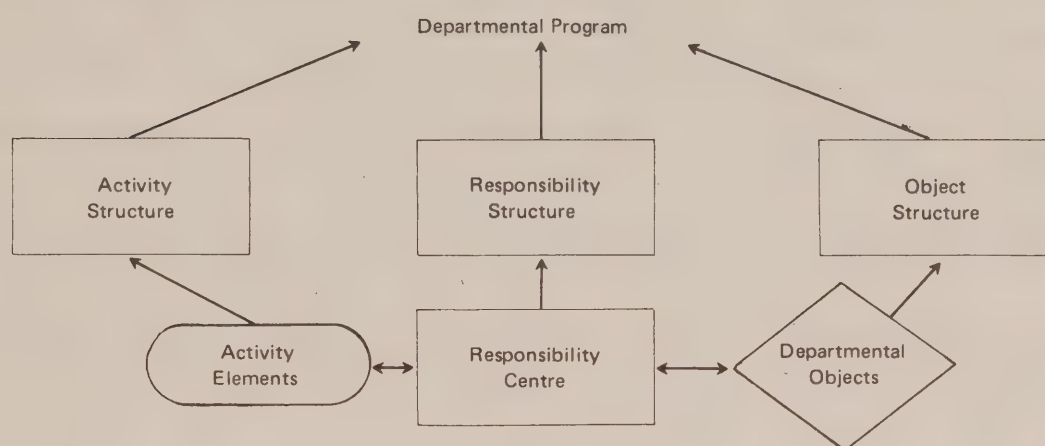 Departmental Program
Activity
Structure
Responsibility
Structure
Object
Structure
Activity
Elements
Responsibility
Centre
Departmental
Objects